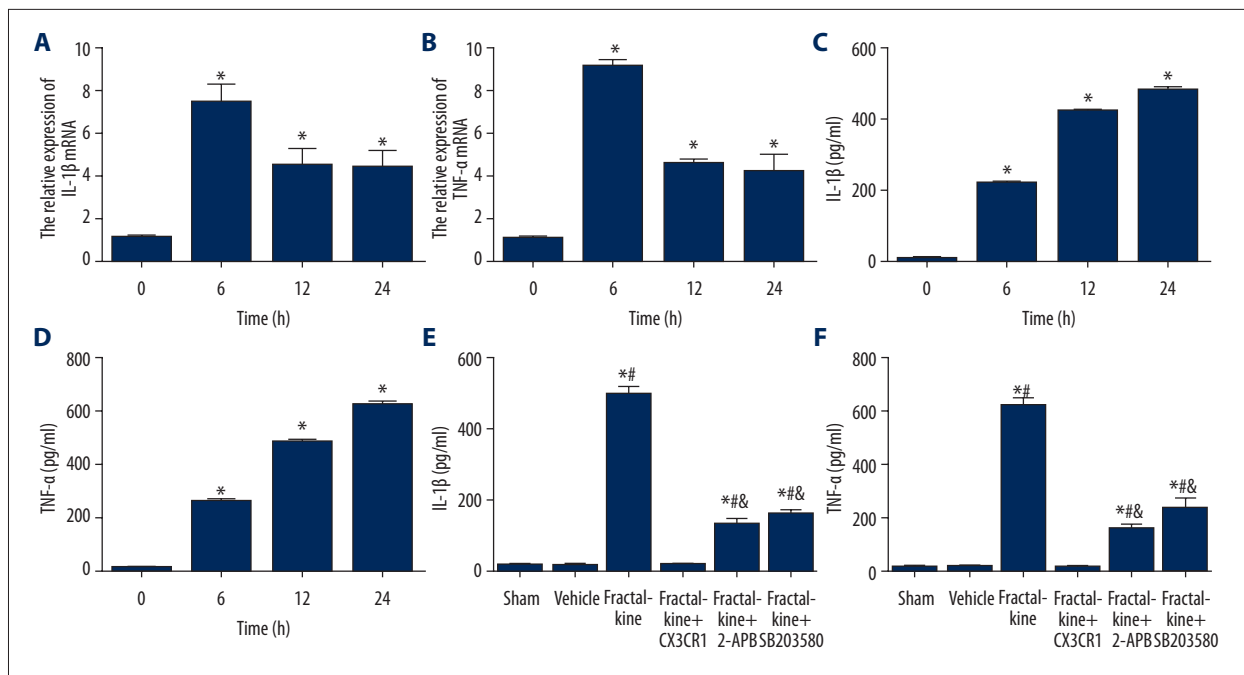 A
The relative expression of
IL-1β mRNA
10
8
6
4
2
0
*
*
*
0 6 12 24
Time (h)
B
The relative expression of
TNF-α mRNA
10
8
6
4
2
0
*
*
*
0 6 12 24
Time (h)
C
IL-1β (pg/ml)
600
400
200
0
*
*
*
0 6 12 24
Time (h)
D
TNF-α (pg/ml)
800
600
400
200
0
*
*
*
0 6 12 24
Time (h)
E
IL-1β (pg/ml)
600
400
200
0
*#
*#&
*#&
Sham
Vehicle
Fractal-
kine
Fractal-
kine+
CX3CR1
Fractal-
kine+
2-APB
Fractal-
kine+
SB203580
F
TNF-α (pg/ml)
800
600
400
200
0
*#
*#&
*#&
Sham
Vehicle
Fractal-
kine
Fractal-
kine+
CX3CR1
Fractal-
kine+
2-APB
Fractal-
kine+
SB203580